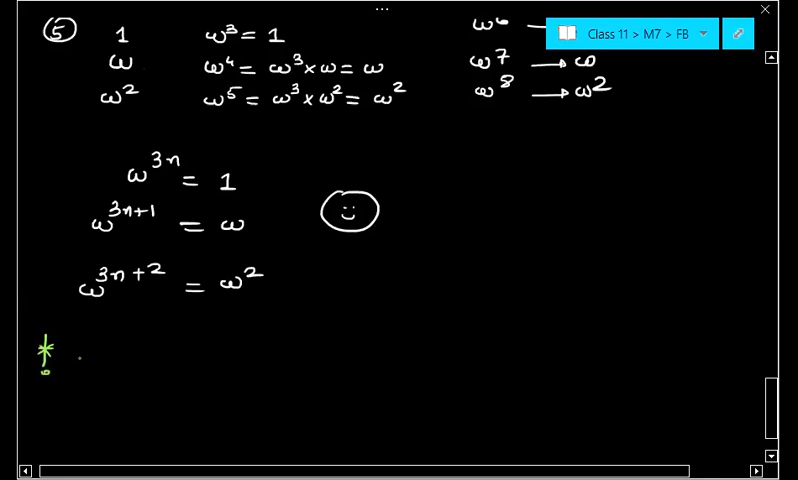 ⑤ 1 ω³ = 1 ω⁶ →
ω ω⁴ = ω³ × ω = ω ω⁷ → ω
ω² ω⁵ = ω³ × ω² = ω² ω⁸ → ω²
Class 11 > M7 > FB
ω³ⁿ = 1
ω³ⁿ⁺¹ = ω
ω³ⁿ⁺² = ω²